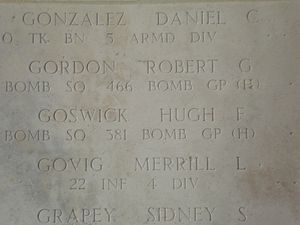 GONZALEZ DANIEL C
0 TK BN 5 ARMD DIV
GORDON ROBERT G
BOMB SQ 466 BOMB GP (H)
GOSWICK HUGH F
BOMB SQ 381 BOMB GP (H)
GOVIG MERRILL L
22 INF 4 DIV
GRAPEY SIDNEY S